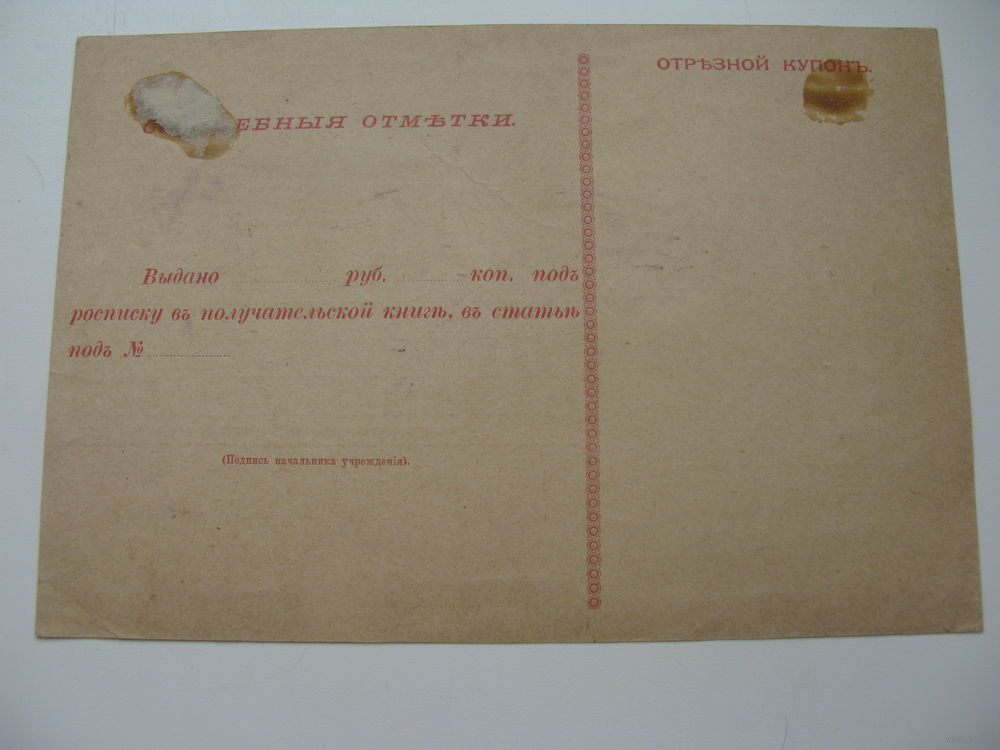 ЕБНЫЯ ОТМѢТКИ.
Выдано руб. коп. подъ
росписку въ получательской книгѣ, въ статьѣ
подъ №
(Подпись начальника учрежденія).
ОТРѢЗНОЙ КУПОНЪ.